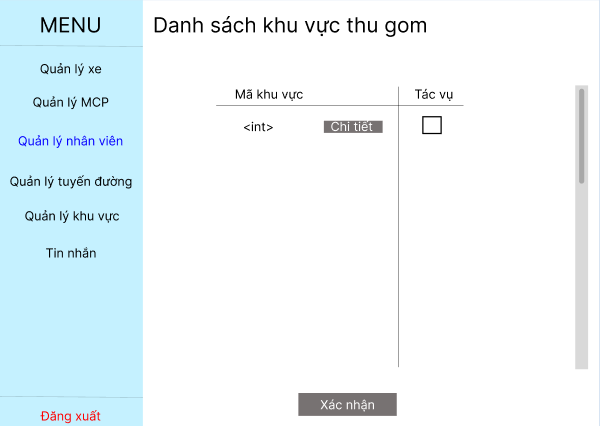 MENU
Quản lý xe
Quản lý MCP
Quản lý nhân viên
Quản lý tuyến đường
Quản lý khu vực
Tin nhắn
Đăng xuất
Danh sách khu vực thu gom
Mã khu vực Tác vụ
<int> Chi tiết
Xác nhận